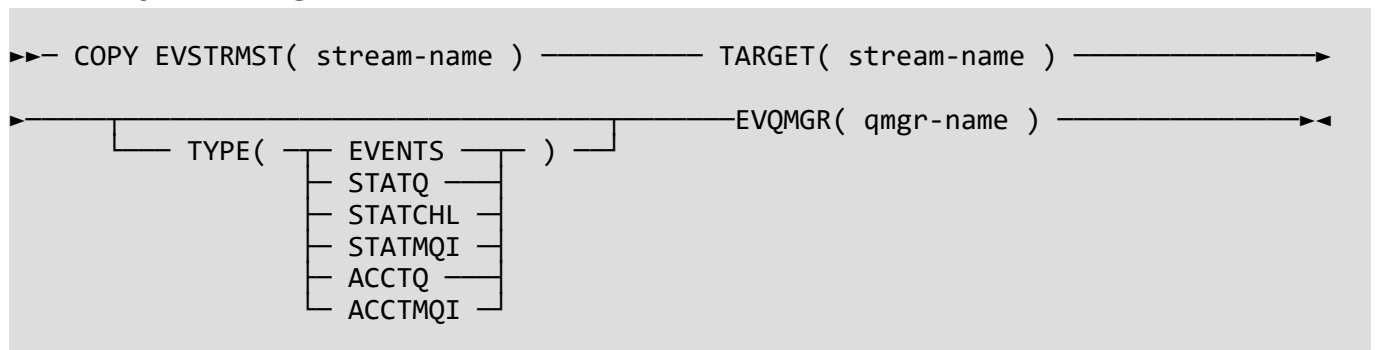 COPY EVSTRMST( stream-name ) TARGET( stream-name )
EVQMGR( qmgr-name )
TYPE( EVENTS )
STATQ
STATCHL
STATMQI
ACCTQ
ACCTMQI